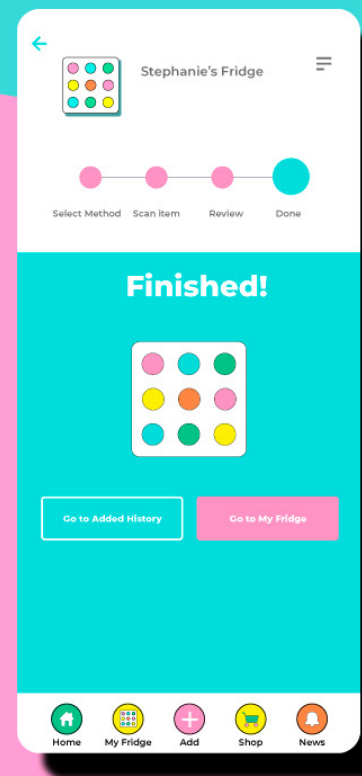 Stephanie's Fridge
Select Method Scan item Review Done
Finished!
Go to Added History Go to My Fridge
Home My Fridge Add Shop News